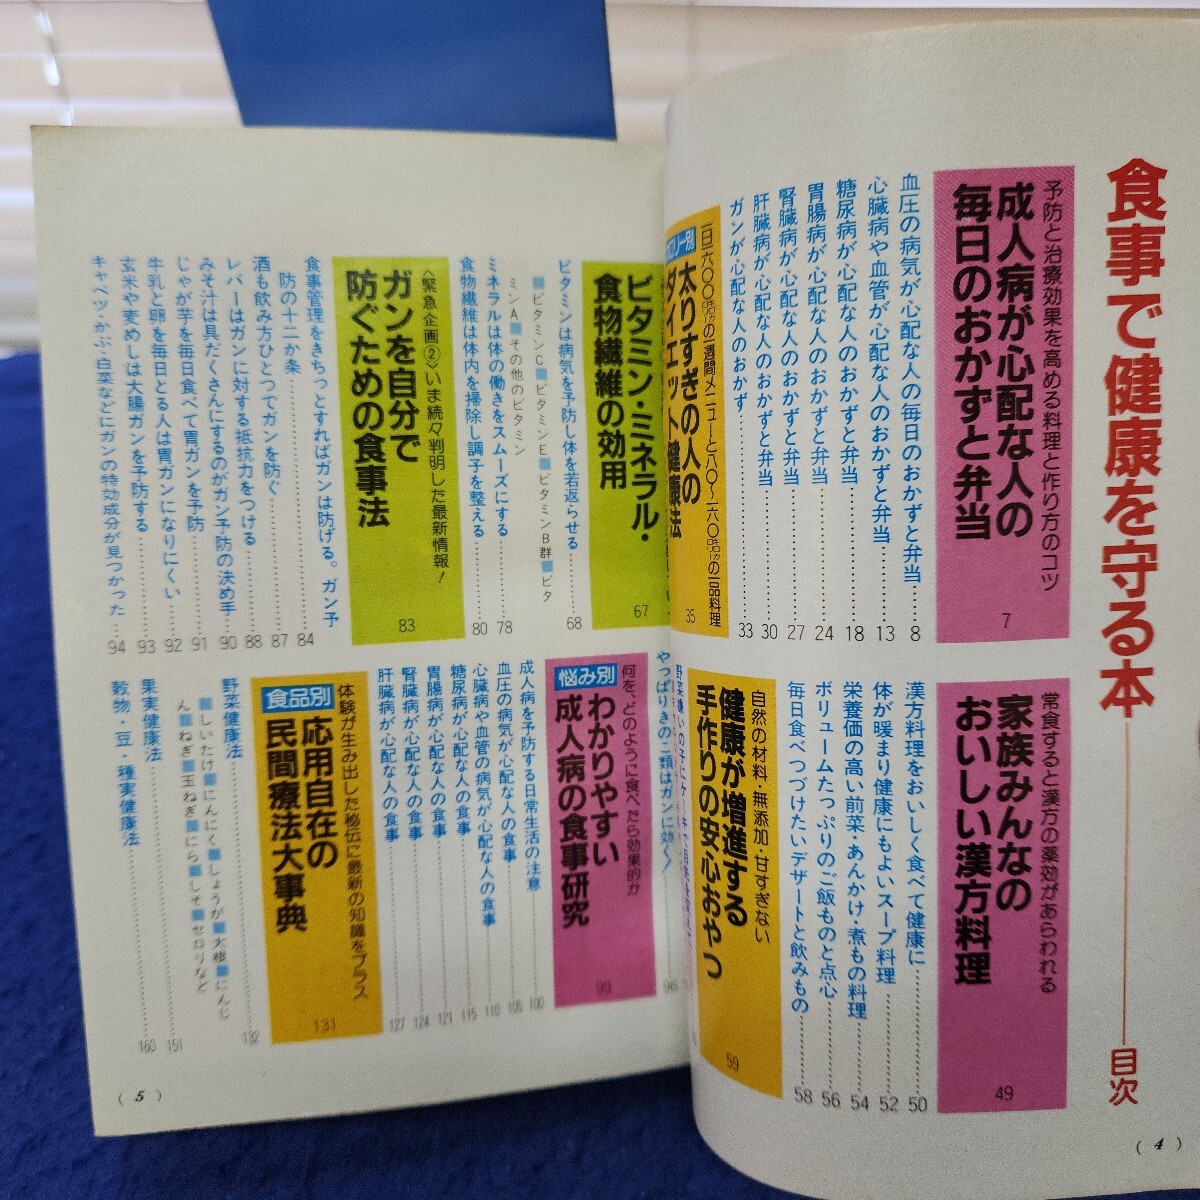 食事で健康を守る本
目次
予防と治療効果を高める料理と作り方のコツ
成人病が心配な人の
毎日のおかずと弁当
7
血圧の病気が心配な人の毎日のおかずと弁当 8
心臓病や血管が心配な人のおかずと弁当 13
糖尿病が心配な人のおかずと弁当 18
胃腸病が心配な人のおかずと弁当 24
腎臓病が心配な人のおかずと弁当 27
肝臓病が心配な人のおかずと弁当 30
ガンが心配な人のおかず 33
太りすぎの人の
ダイエット健康法
35
常食すると漢方の薬効があらわれる
家族みんなの
おいしい漢方料理
49
漢方料理をおいしく食べて健康に 50
体が暖まり健康にもよいスープ料理 52
栄養価の高い前菜・あんかけ・煮もの料理 54
ボリュームたっぷりのご飯ものと点心 56
毎日食べつづけたいデザートと飲みもの 58
自然の材料・無添加・甘すぎない
健康が増進する
手作りの安心おやつ
59
(4)
ビタミン・ミネラル・
食物繊維の効用
67
ビタミンは病気を予防し体を若返らせる 68
■ビタミンC■ビタミンE■ビタミンB群■ビタ
ミンA■その他のビタミン
ミネラルは体の働きをスムーズにする 78
食物繊維は体内を掃除し調子を整える 80
〈緊急企画②〉いま続々判明した最新情報!
ガンを自分で
防ぐための食事法
83
食事管理をきちっとすればガンは防げる。ガン予
防の十二か条 84
酒も飲み方ひとつでガンを防ぐ 87
レバーはガンに対する抵抗力をつける 88
みそ汁は具だくさんにするのがガン予防の決め手 90
じゃが芋を毎日食べて胃ガンを予防 91
牛乳と卵を毎日とる人は胃ガンになりにくい 92
玄米や麦めしは大腸ガンを予防する 93
キャベツ・かぶ・白菜などにガンの特効成分が見つかった 94
やっぱりきのこ類はガンに効く! 96
何を、どのように食べたら効果的か
悩み別
わかりやすい
成人病の食事研究
99
成人病を予防する日常生活の注意 100
血圧の病気が心配な人の食事 105
心臓病や血管の病気が心配な人の食事 110
糖尿病が心配な人の食事 115
胃腸病が心配な人の食事 121
腎臓病が心配な人の食事 124
肝臓病が心配な人の食事 127
体験が生み出した秘伝に最新の知識をプラス
食品別
応用自在の
民間療法大事典
131
野菜健康法 132
■しいたけ■にんにく■しょうが■大根■にんじ
ん■ねぎ■玉ねぎ■にら■しそ■セロリなど
果実健康法 151
穀物・豆・種実健康法 160
(5)